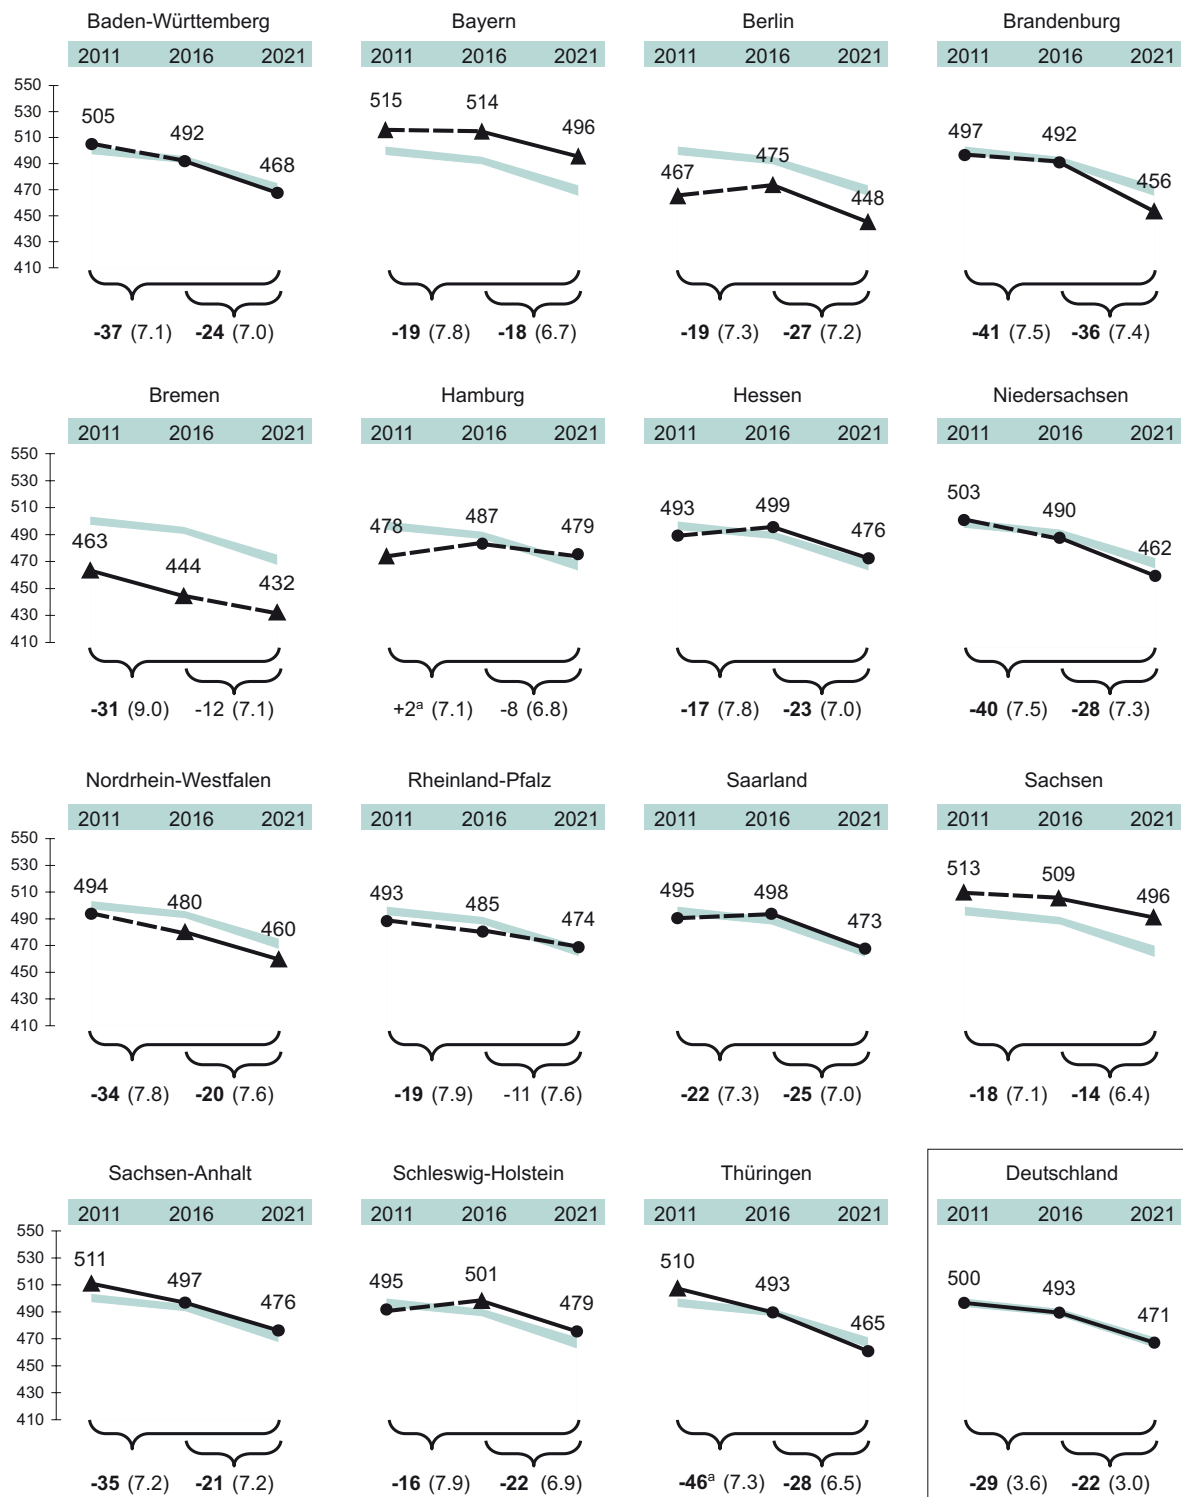 Baden-Württemberg Bayern Berlin Brandenburg
2011 2016 2021 2011 2016 2021 2011 2016 2021 2011 2016 2021
550
530
510
490
470
450
430
410
505 492 468
515 514 496
467 475 448
497 492 456
-37 (7.1) -24 (7.0) -19 (7.8) -18 (6.7) -19 (7.3) -27 (7.2) -41 (7.5) -36 (7.4)
Bremen Hamburg Hessen Niedersachsen
2011 2016 2021 2011 2016 2021 2011 2016 2021 2011 2016 2021
550
530
510
490
470
450
430
410
463 444 432
478 487 479
493 499 476
503 490 462
-31 (9.0) -12 (7.1) +2ᵃ (7.1) -8 (6.8) -17 (7.8) -23 (7.0) -40 (7.5) -28 (7.3)
Nordrhein-Westfalen Rheinland-Pfalz Saarland Sachsen
2011 2016 2021 2011 2016 2021 2011 2016 2021 2011 2016 2021
550
530
510
490
470
450
430
410
494 480 460
493 485 474
495 498 473
513 509 496
-34 (7.8) -20 (7.6) -19 (7.9) -11 (7.6) -22 (7.3) -25 (7.0) -18 (7.1) -14 (6.4)
Sachsen-Anhalt Schleswig-Holstein Thüringen Deutschland
2011 2016 2021 2011 2016 2021 2011 2016 2021 2011 2016 2021
550
530
510
490
470
450
430
410
511 497 476
495 501 479
510 493 465
500 493 471
-35 (7.2) -21 (7.2) -16 (7.9) -22 (6.9) -46ᵃ (7.3) -28 (6.5) -29 (3.6) -22 (3.0)